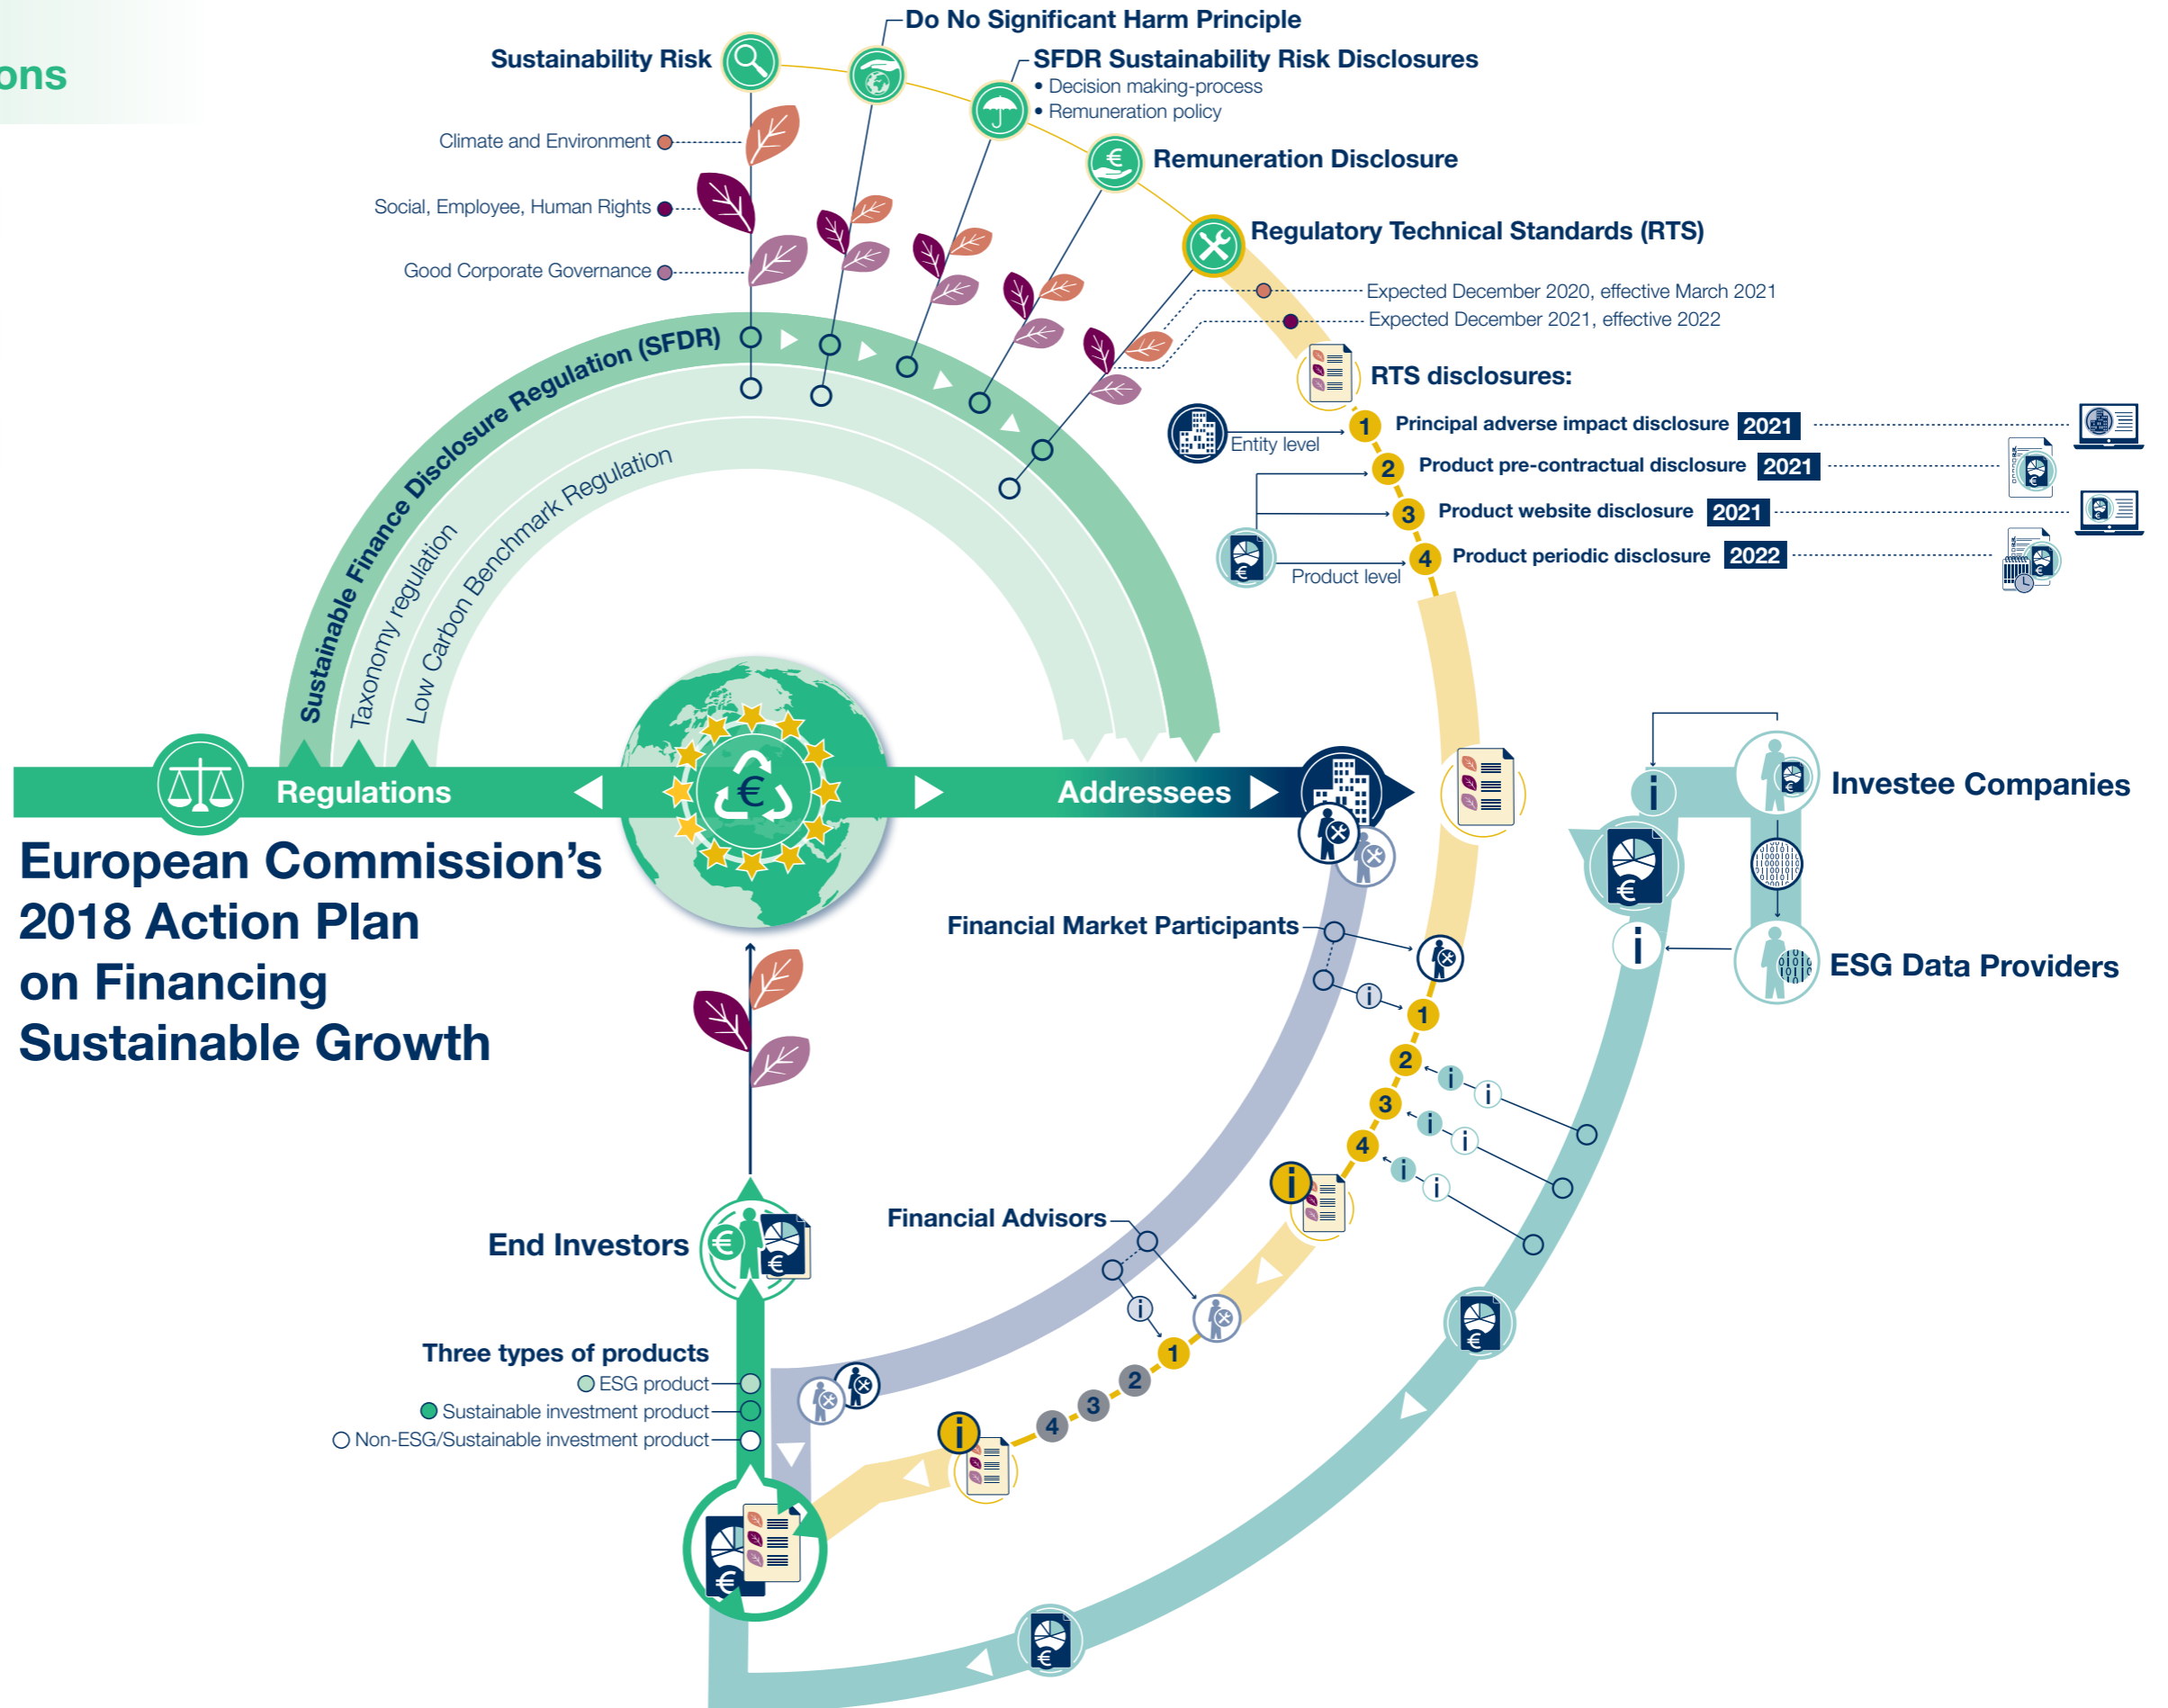 ons
Do No Significant Harm Principle
Sustainability Risk
SFDR Sustainability Risk Disclosures
• Decision making-process
• Remuneration policy
Climate and Environment
Remuneration Disclosure
Social, Employee, Human Rights
Regulatory Technical Standards (RTS)
Good Corporate Governance
Expected December 2020, effective March 2021
Expected December 2021, effective 2022
Sustainable Finance Disclosure Regulation (SFDR)
Taxonomy regulation
Low Carbon Benchmark Regulation
RTS disclosures:
Entity level
1 Principal adverse impact disclosure 2021
2 Product pre-contractual disclosure 2021
3 Product website disclosure 2021
4 Product periodic disclosure 2022
Product level
Regulations
€
Addressees
European Commission's
2018 Action Plan
on Financing
Sustainable Growth
i
Investee Companies
€
i
ESG Data Providers
Financial Market Participants
i
1
2
i
i
3
i
i
4
i
i
i
Financial Advisors
End Investors
€
€
i
€
1
2
3
4
i
Three types of products
ESG product
Sustainable investment product
Non-ESG/Sustainable investment product
€
€